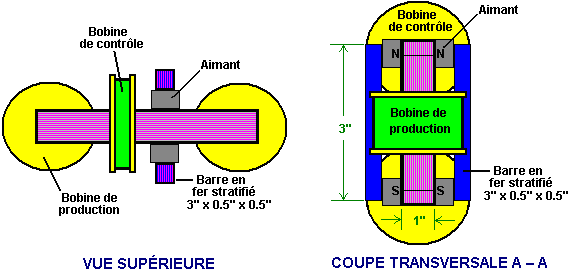 Bobine
de contrôle
Aimant
Bobine de
production
Barre en
fer stratifié
3" x 0.5" x 0.5"
VUE SUPÉRIEURE
Bobine
de contrôle
Aimant
N
N
3"
Bobine de
production
S
S
1"
Barre en
fer stratifié
3" x 0.5" x 0.5"
COUPE TRANSVERSALE A – A